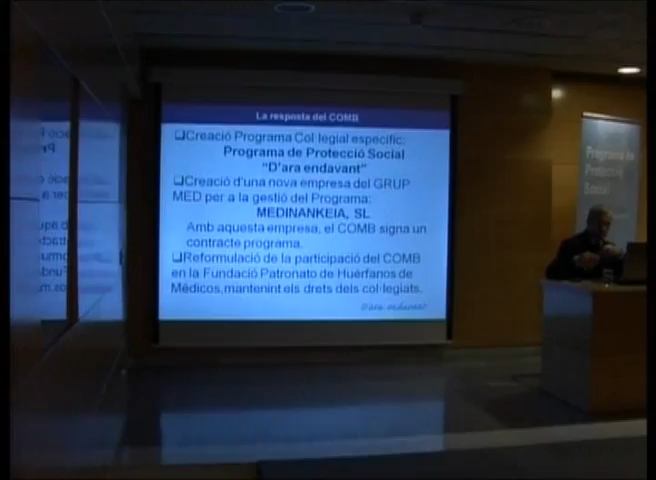 La resposta del COMB
❑Creació Programa Col·legial específic:
Programa de Protecció Social
"D'ara endavant"
❑Creació d'una nova empresa del GRUP
MED per a la gestió del Programa:
MEDINANKEIA, SL
Amb aquesta empresa, el COMB signa un
contracte programa.
❑Reformulació de la participació del COMB
en la Fundació Patronato de Huérfanos de
Médicos,mantenint els drets dels col·legiats.
D'ara endavant
Programa de
Protecció
Social